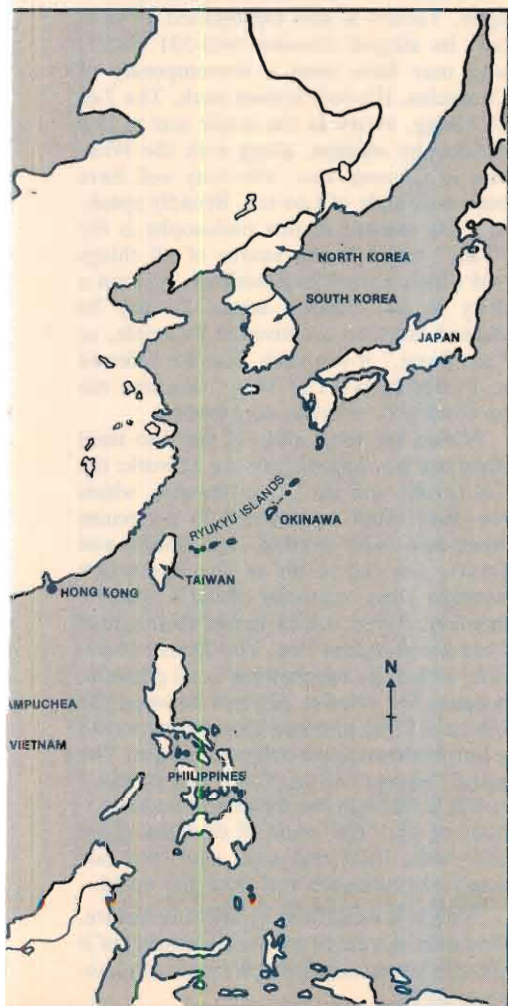 NORTH KOREA
SOUTH KOREA
JAPAN
RYUKYU ISLANDS
OKINAWA
TAIWAN
HONG KONG
N
AMPUCHEA
VIETNAM
PHILIPPINES